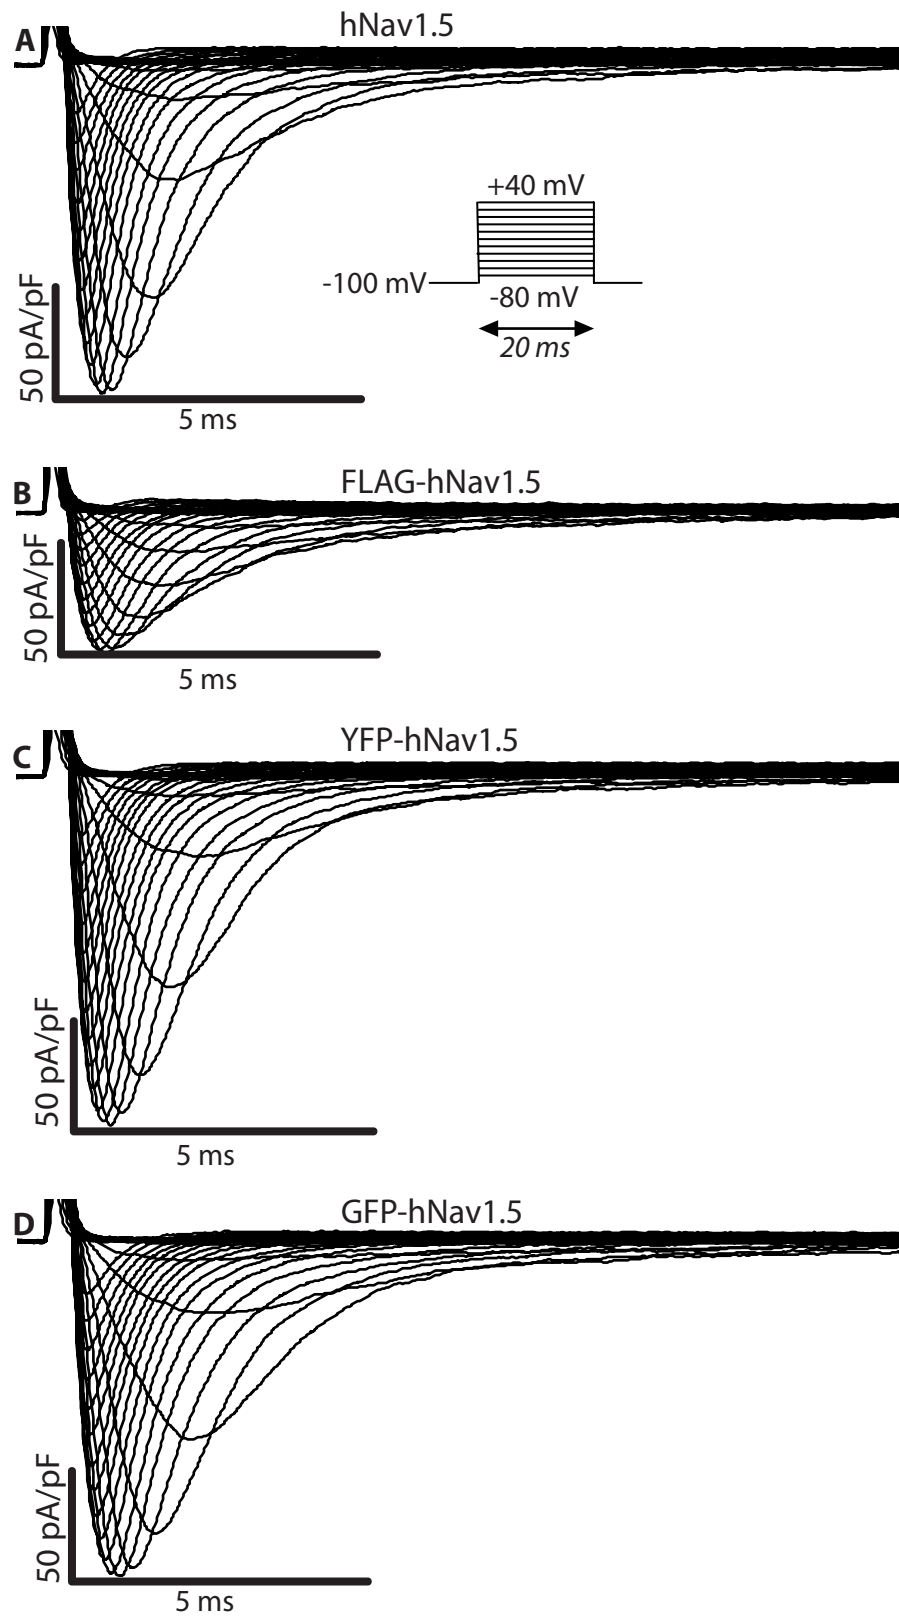 A
hNav1.5
+40 mV
-100 mV
-80 mV
20 ms
50 pA/pF
5 ms
B
FLAG-hNav1.5
50 pA/pF
5 ms
C
YFP-hNav1.5
50 pA/pF
5 ms
D
GFP-hNav1.5
50 pA/pF
5 ms